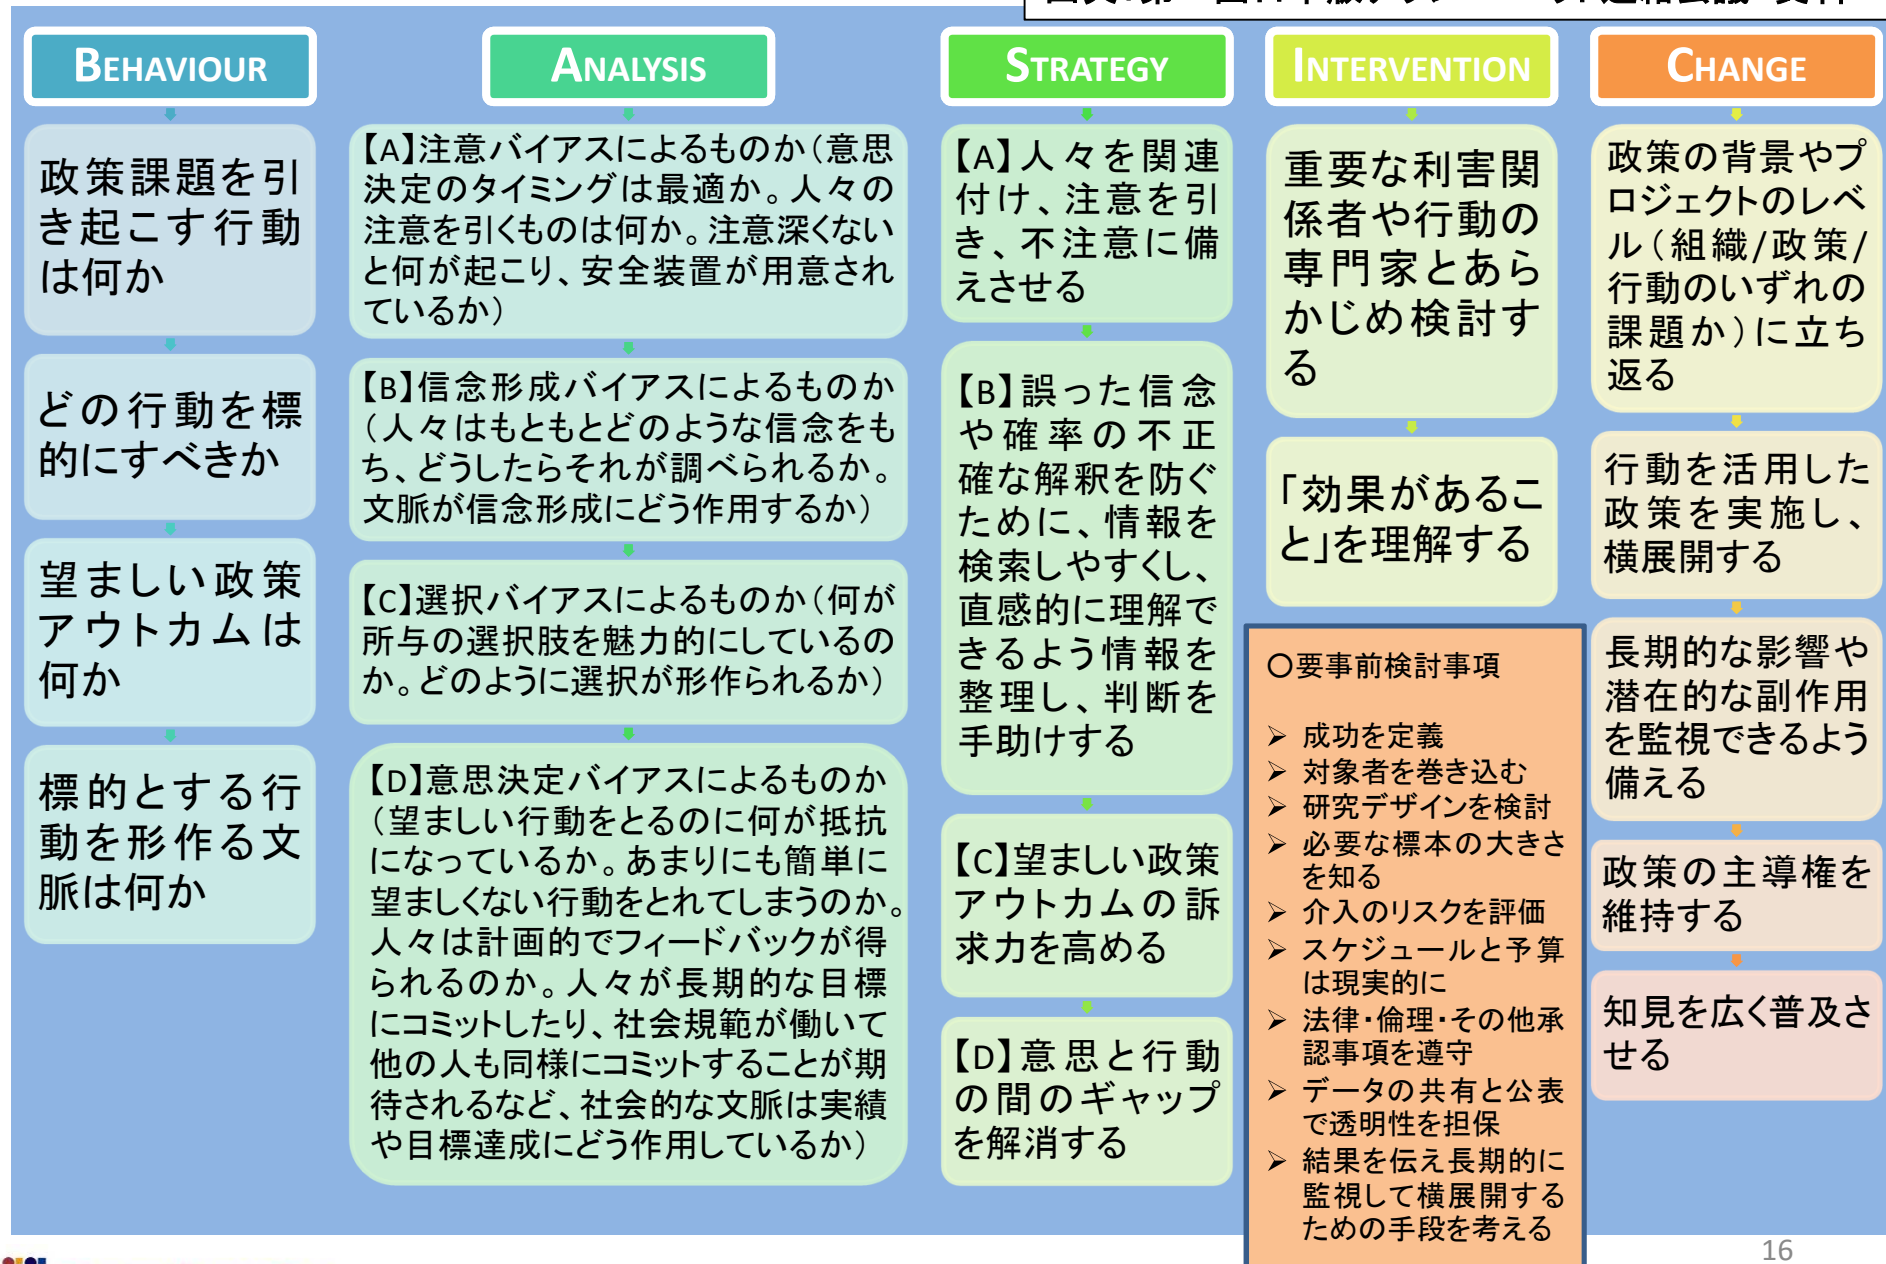 BEHAVIOUR
政策課題を引
き起こす行動
は何か
どの行動を標
的にすべきか
望ましい政策
アウトカムは
何か
標的とする行
動を形作る文
脈は何か
ANALYSIS
【A】注意バイアスによるものか（意思
決定のタイミングは最適か。人々の
注意を引くものは何か。注意深くない
と何が起こり、安全装置が用意され
ているか）
【B】信念形成バイアスによるものか
（人々はもともとどのような信念をも
ち、どうしたらそれが調べられるか。
文脈が信念形成にどう作用するか）
【C】選択バイアスによるものか（何が
所与の選択肢を魅力的にしているの
か。どのように選択が形作られるか）
【D】意思決定バイアスによるものか
（望ましい行動をとるのに何が抵抗
になっているか。あまりにも簡単に
望ましくない行動をとれてしまうのか。
人々は計画的でフィードバックが得
られるのか。人々が長期的な目標
にコミットしたり、社会規範が働いて
他の人も同様にコミットすることが期
待されるなど、社会的な文脈は実績
や目標達成にどう作用しているか）
STRATEGY
【A】人々を関連
付け、注意を引
き、不注意に備
えさせる
【B】誤った信念
や確率の不正
確な解釈を防ぐ
ために、情報を
検索しやすくし、
直感的に理解で
きるよう情報を
整理し、判断を
手助けする
【C】望ましい政策
アウトカムの訴
求力を高める
【D】意思と行動
の間のギャップ
を解消する
INTERVENTION
重要な利害関
係者や行動の
専門家とあら
かじめ検討す
る
「効果があるこ
と」を理解する
○要事前検討事項
➢ 成功を定義
➢ 対象者を巻き込む
➢ 研究デザインを検討
➢ 必要な標本の大きさ
を知る
➢ 介入のリスクを評価
➢ スケジュールと予算
は現実的に
➢ 法律・倫理・その他承
認事項を遵守
➢ データの共有と公表
で透明性を担保
➢ 結果を伝え長期的に
監視して横展開する
ための手段を考える
CHANGE
政策の背景やプ
ロジェクトのレベ
ル（組織/政策/
行動のいずれの
課題か）に立ち
返る
行動を活用した
政策を実施し、
横展開する
長期的な影響や
潜在的な副作用
を監視できるよう
備える
政策の主導権を
維持する
知見を広く普及さ
せる
16